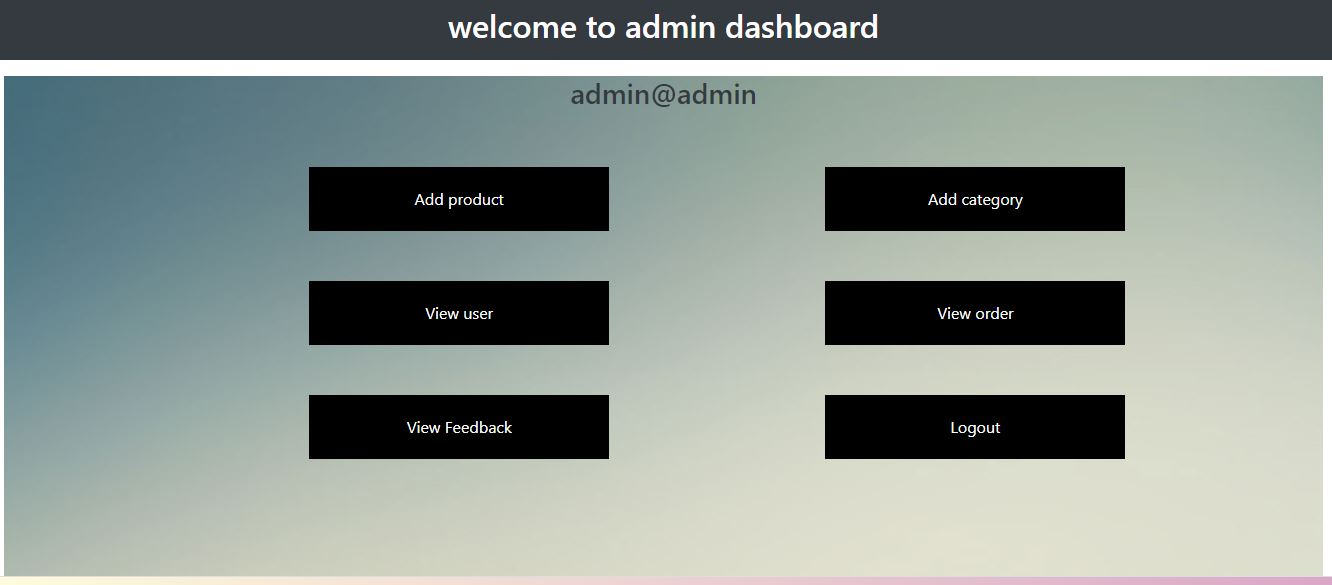 welcome to admin dashboard
admin@admin
Add product
Add category
View user
View order
View Feedback
Logout